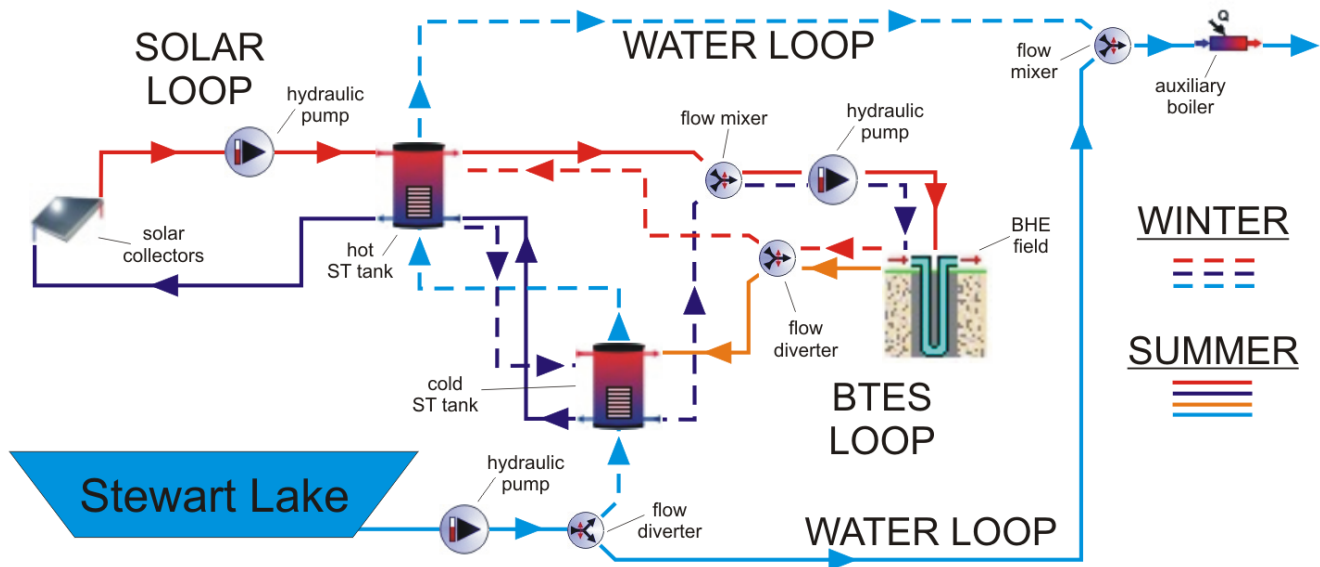 SOLAR
LOOP
WATER LOOP
Q
flow
mixer
auxiliary
boiler
hydraulic
pump
flow mixer
hydraulic
pump
solar
collectors
hot
ST tank
BHE
field
WINTER
flow
diverter
SUMMER
cold
ST tank
BTES
LOOP
Stewart Lake
hydraulic
pump
flow
diverter
WATER LOOP